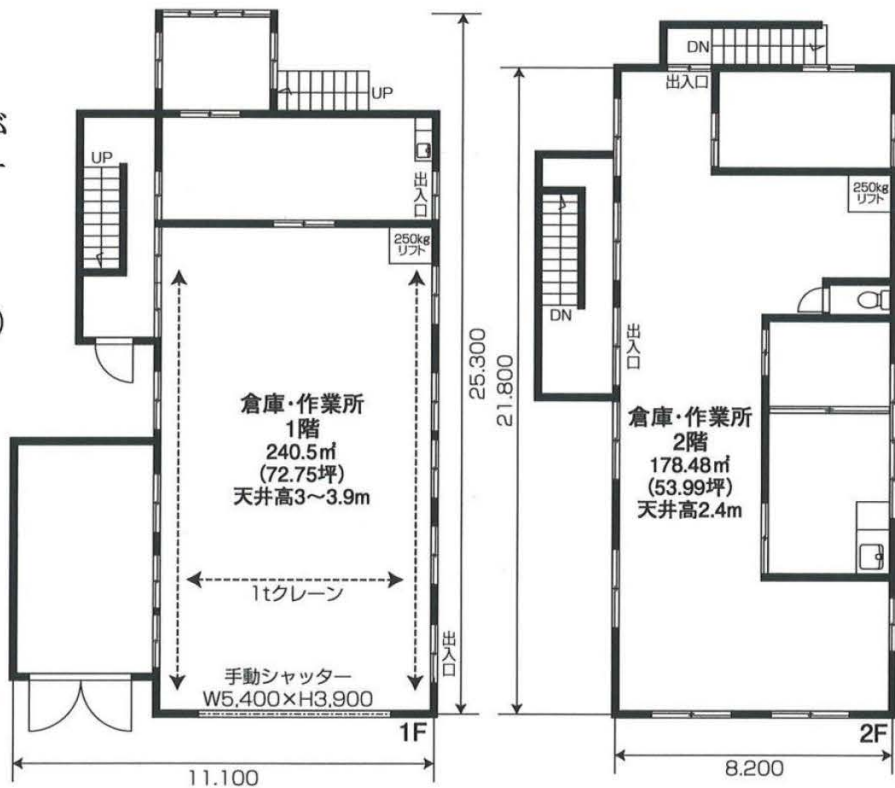 UP
UP
出入口
250kg
リフト
倉庫・作業所
1階
240.5㎡
(72.75坪)
天井高3～3.9m
1tクレーン
手動シャッター
W5,400×H3,900
出入口
1F
11.100
25.300
21.800
DN
出入口
250kg
リフト
DN
出入口
倉庫・作業所
2階
178.48㎡
(53.99坪)
天井高2.4m
2F
8.200